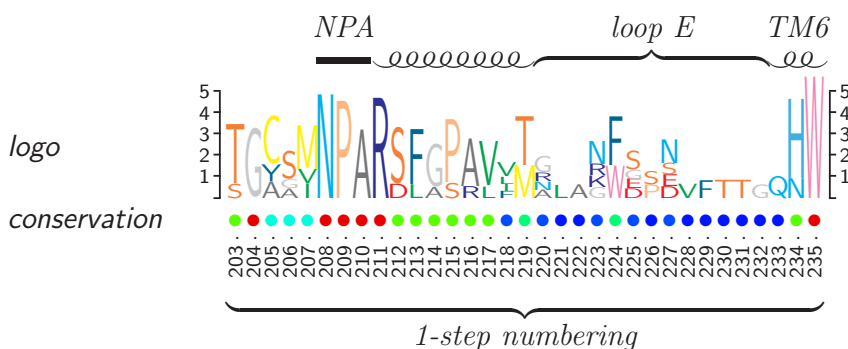 NPA loop E TM6
5 5
4 4
3 3
2 2
1 1
logo
T G C S M N P A R S F G P A V V T G L A N F S S N V F T T G Q H W
conservation
203 204 205 206 207 208 209 210 211 212 213 214 215 216 217 218 219 220 221 222 223 224 225 226 227 228 229 230 231 232 233 234 235
1-step numbering